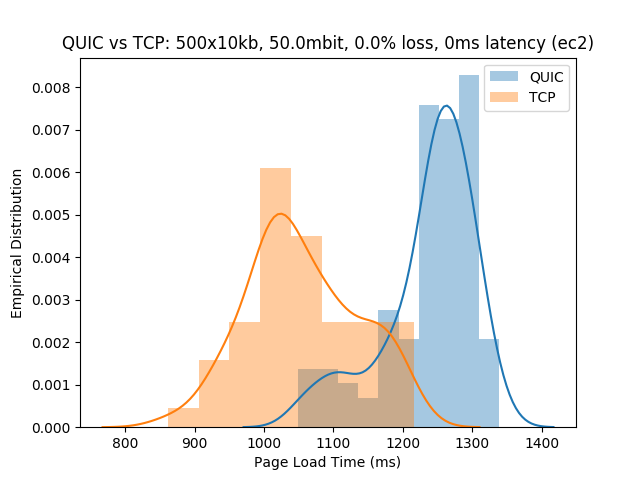 QUIC vs TCP: 500x10kb, 50.0mbit, 0.0% loss, 0ms latency (ec2)
QUIC
TCP
Empirical Distribution
0.008
0.007
0.006
0.005
0.004
0.003
0.002
0.001
0.000
800 900 1000 1100 1200 1300 1400
Page Load Time (ms)